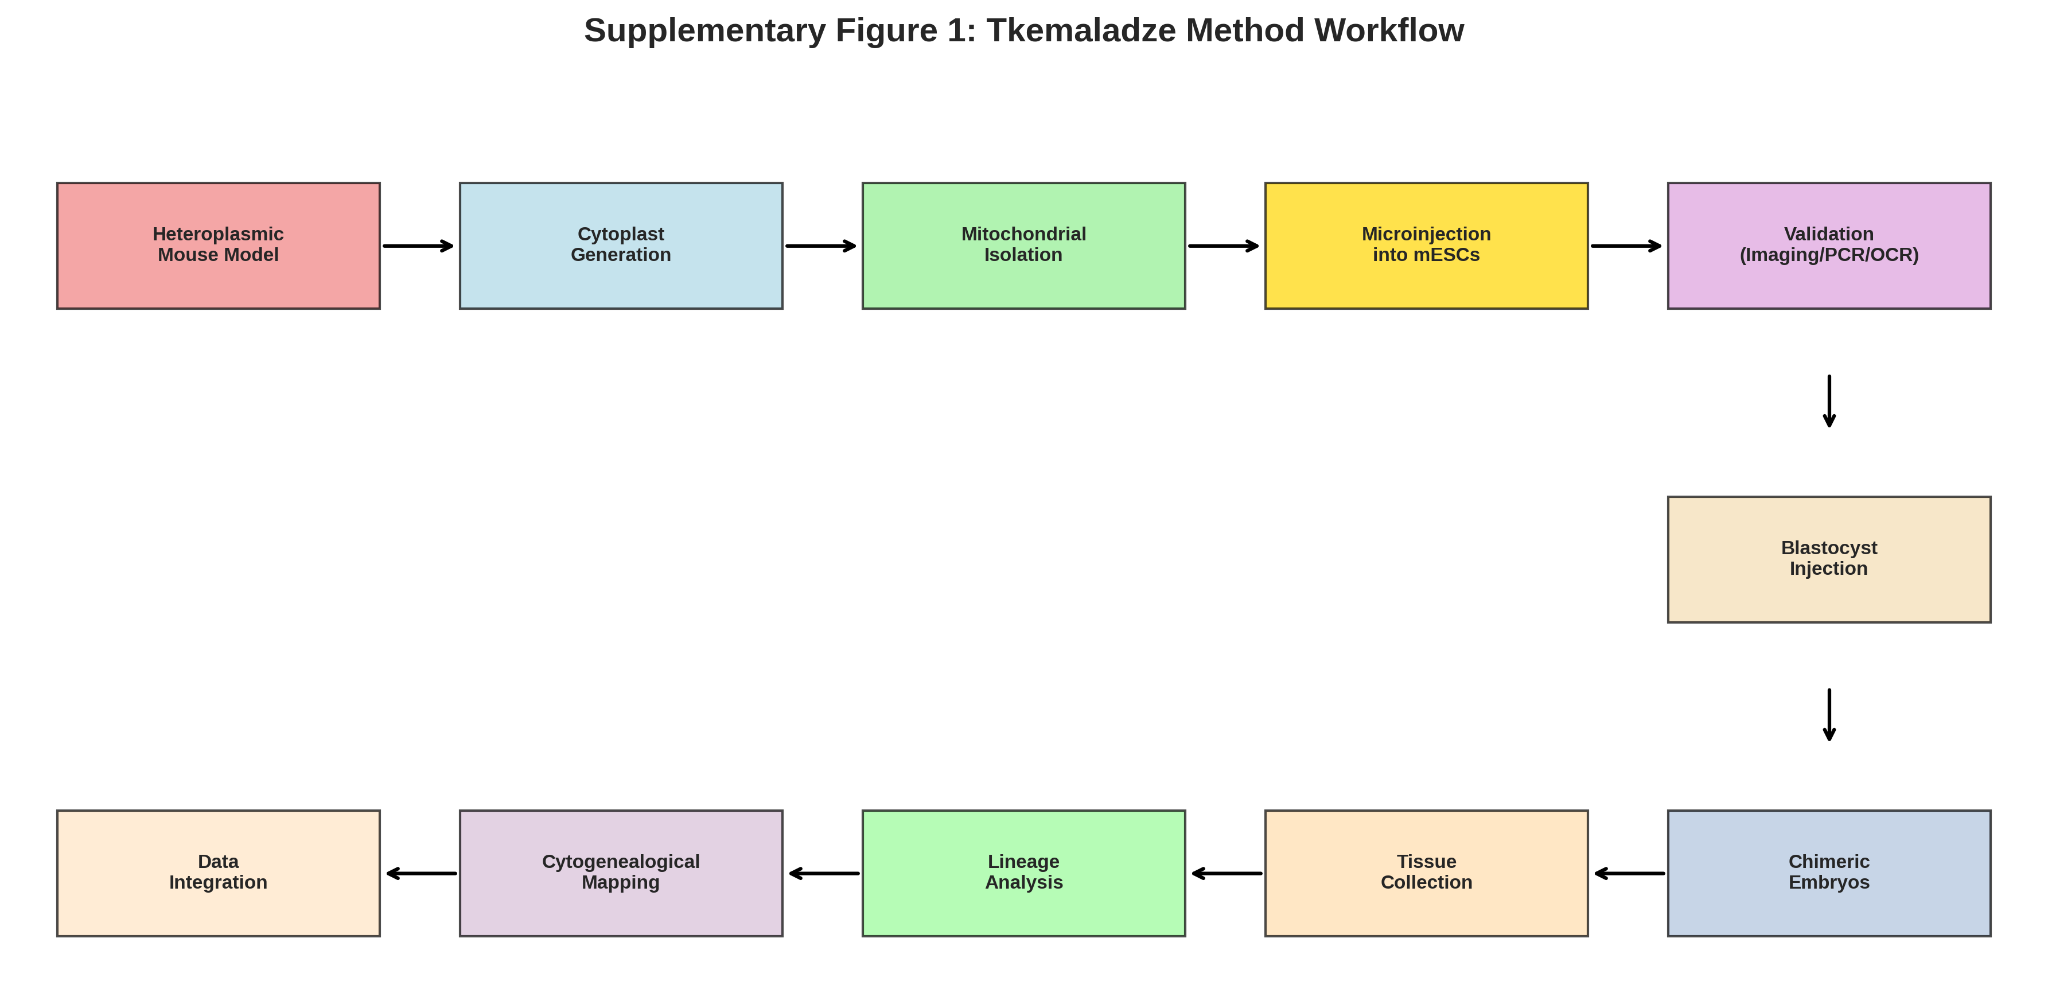 Supplementary Figure 1: Tkemaladze Method Workflow
Heteroplasmic
Mouse Model
Cytoplast
Generation
Mitochondrial
Isolation
Microinjection
into mESCs
Validation
(Imaging/PCR/OCR)
Blastocyst
Injection
Chimeric
Embryos
Tissue
Collection
Lineage
Analysis
Cytogenealogical
Mapping
Data
Integration